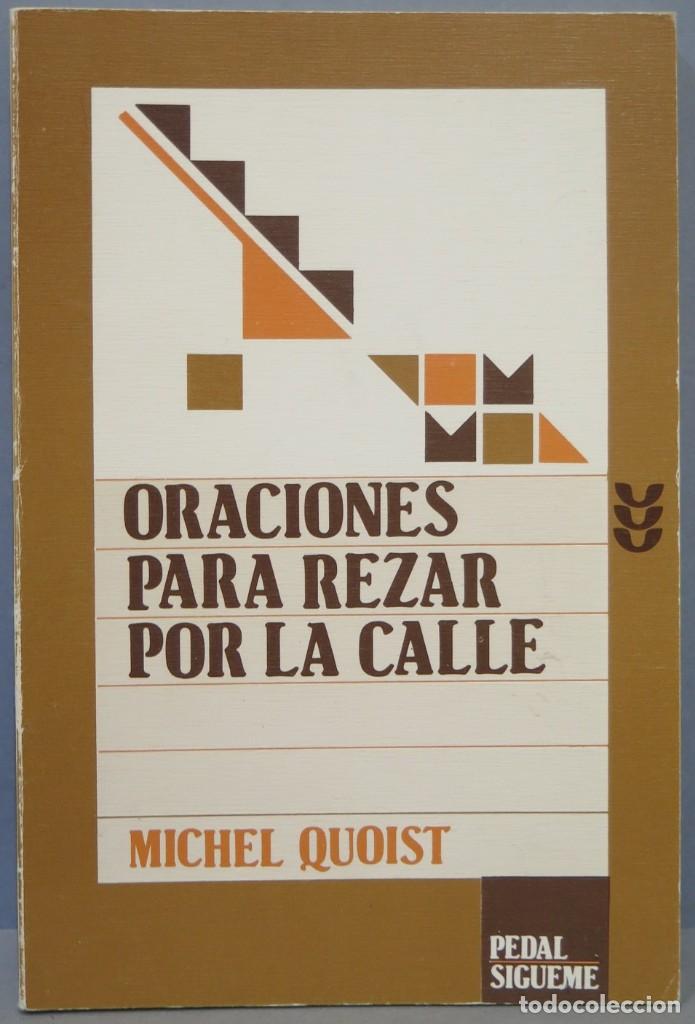 ORACIONES
PARA REZAR
POR LA CALLE
MICHEL QUOIST
PEDAL
SIGUEME
todocoleccion